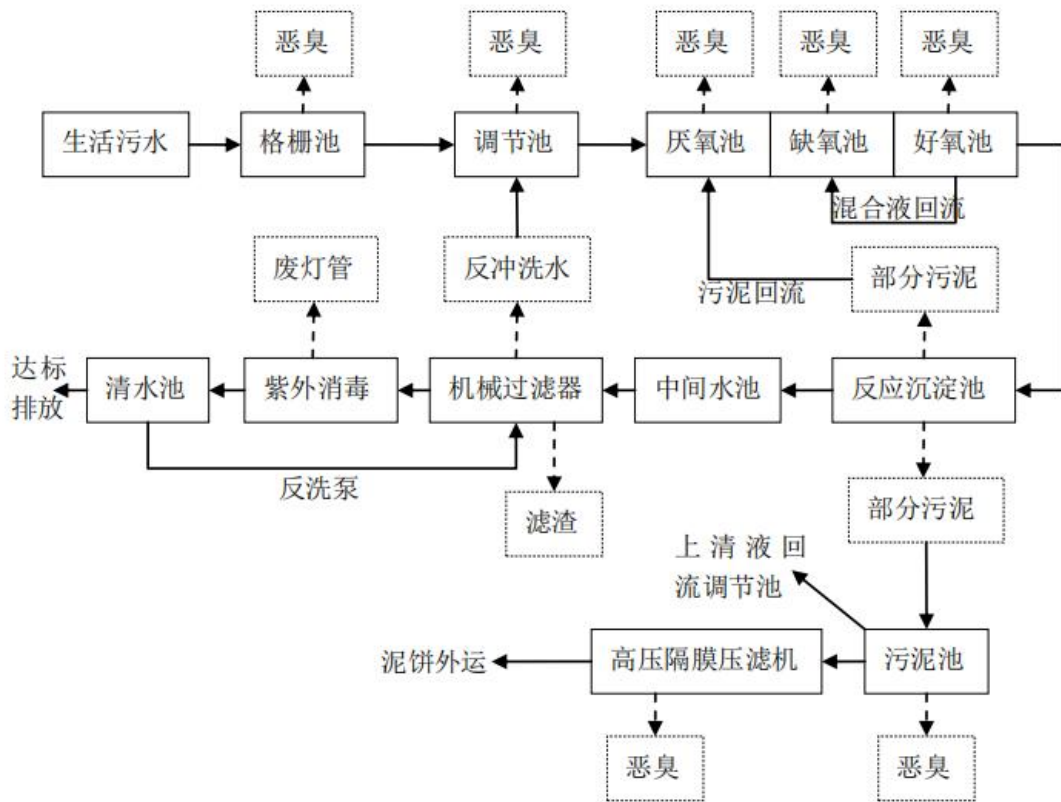 恶臭
恶臭
恶臭
恶臭
恶臭
生活污水
格栅池
调节池
厌氧池
缺氧池
好氧池
混合液回流
废灯管
反冲洗水
污泥回流
部分污泥
达标
排放
清水池
紫外消毒
机械过滤器
中间水池
反应沉淀池
反洗泵
滤渣
部分污泥
上清液回
流调节池
泥饼外运
高压隔膜压滤机
污泥池
恶臭
恶臭